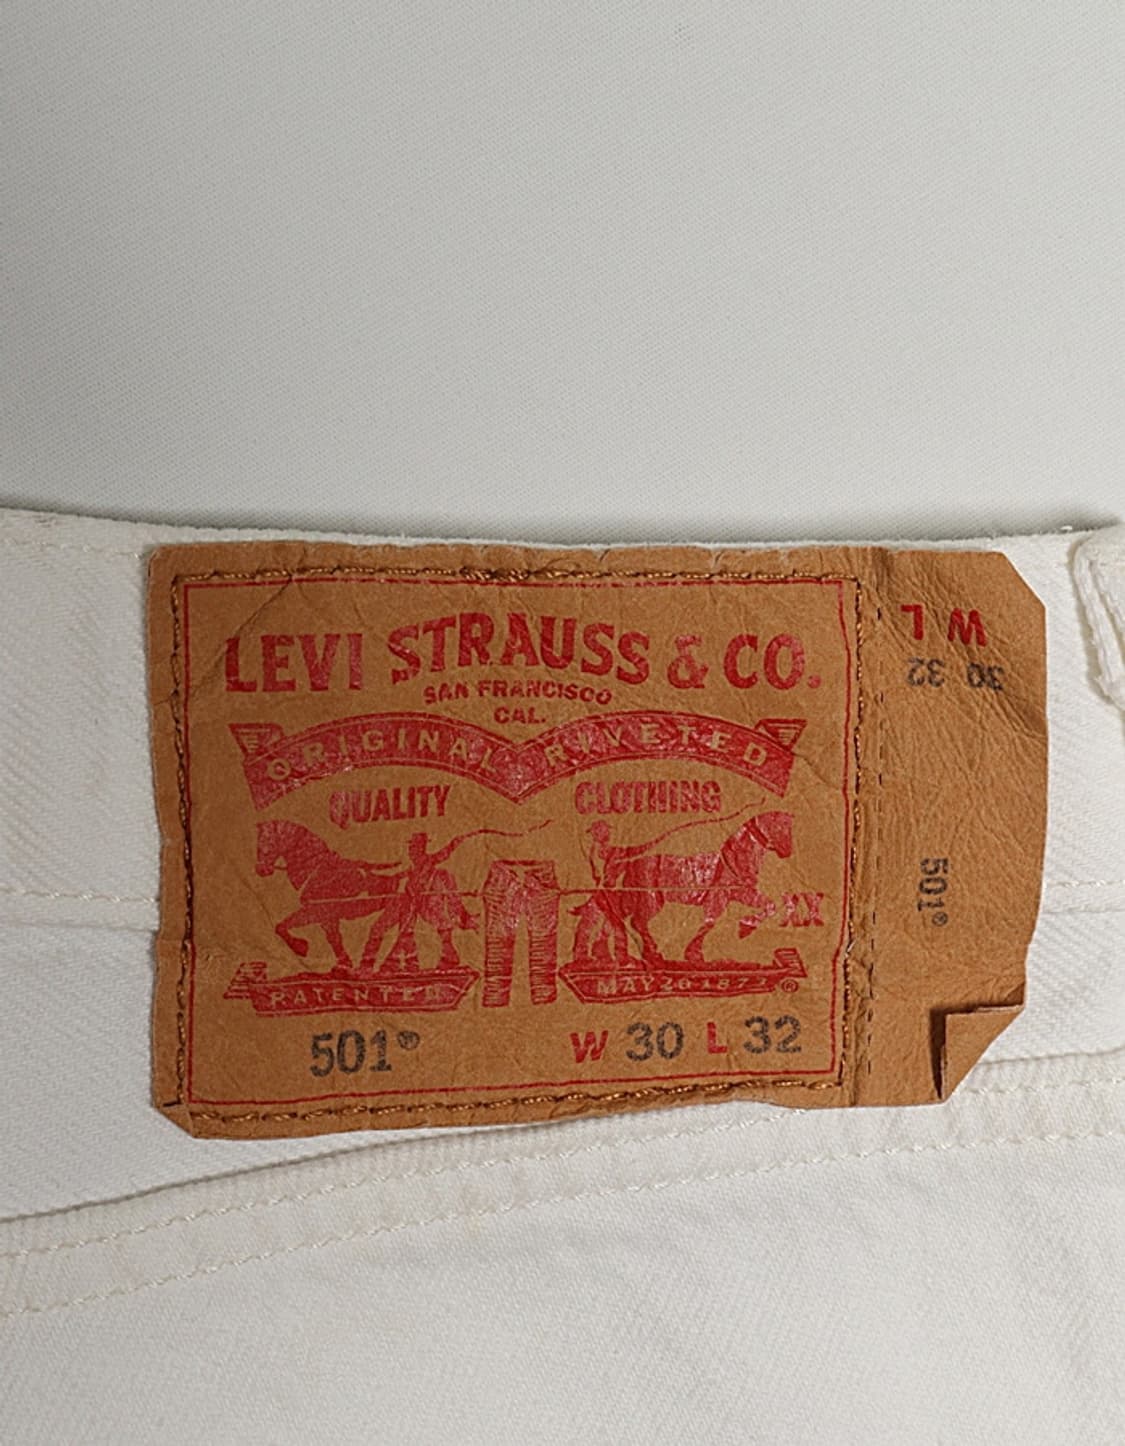 LEVI STRAUSS & CO.
SAN FRANCISCO
CAL.
ORIGINAL RIVETED
QUALITY CLOTHING
XX
PATENTED MAY 20 1873 ®
501® W 30 L 32
W L
30 32
501®